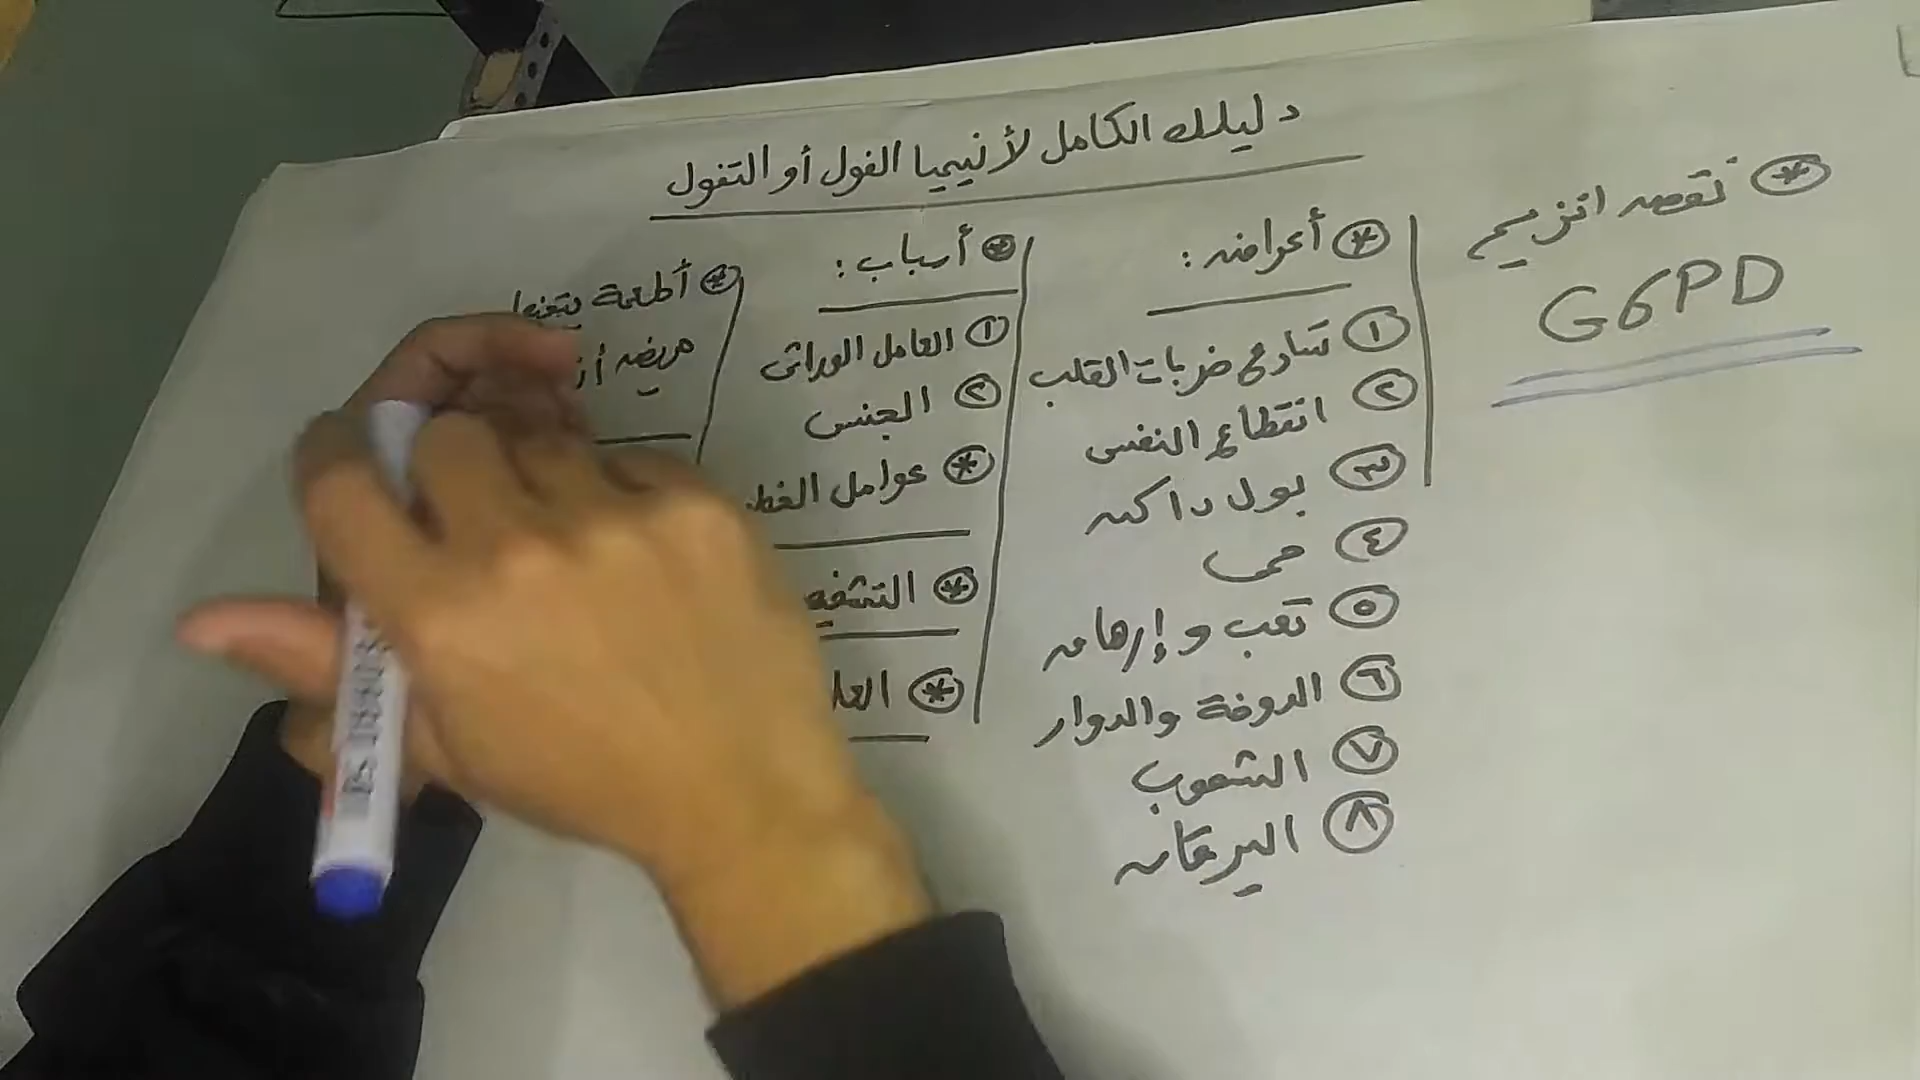 دليلك الكامل لأنيميا الفول أو التفول
* نقص انزيم
G6PD
* أعراض :
١ تسارع ضربات القلب
٢ انقطاع النفس
٣ بول داكن
٤ حمى
٥ تعب وإرهاق
٦ الدوخة والدوار
٧ الشحوب
٨ اليرقان
* أسباب :
١ العامل الوراثى
٢ الجنس
* عوامل
*
*
* أطعمة
مريض